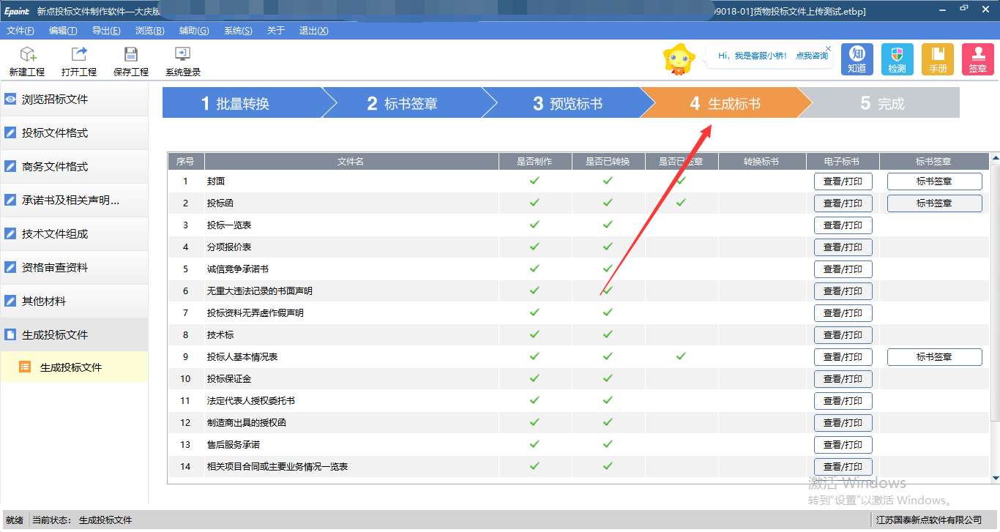 Epoint 新点投标文件制作软件—大庆版 09018-01]货物投标文件上传测试.etbp]
文件(F) 编辑(T) 导出(E) 浏览(B) 辅助(G) 系统(S) 关于 退出(X)
新建工程 打开工程 保存工程 系统登录
Hi，我是客服小桥！ 点我咨询
知 知道 检测 手册 签章
1 批量转换 2 标书签章 3 预览标书 4 生成标书 5 完成
浏览招标文件
投标文件格式
商务文件格式
承诺书及相关声明...
技术文件组成
资格审查资料
其他材料
生成投标文件
生成投标文件
序号 文件名 是否制作 是否已转换 是否已签章 转换标书 电子标书 标书签章
1 封面 查看/打印 标书签章
2 投标函 查看/打印 标书签章
3 投标一览表 查看/打印
4 分项报价表 查看/打印
5 诚信竞争承诺书 查看/打印
6 无重大违法记录的书面声明 查看/打印
7 投标资料无弄虚作假声明 查看/打印
8 技术标 查看/打印
9 投标人基本情况表 查看/打印 标书签章
10 投标保证金 查看/打印
11 法定代表人授权委托书 查看/打印
12 制造商出具的授权函 查看/打印
13 售后服务承诺 查看/打印
14 相关项目合同或主要业务情况一览表 查看/打印
激活 Windows
转到"设置"以激活 Windows。
就绪 当前状态： 生成投标文件 江苏国泰新点软件有限公司